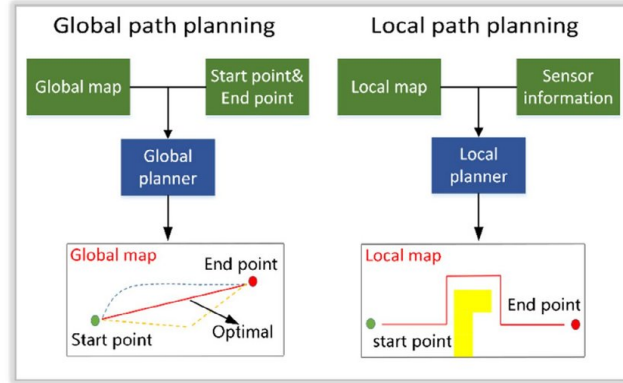 Global path planning
Global map
Start point&
End point
Global
planner
Global map
End point
Start point
Optimal
Local path planning
Local map
Sensor
information
Local
planner
Local map
End point
start point